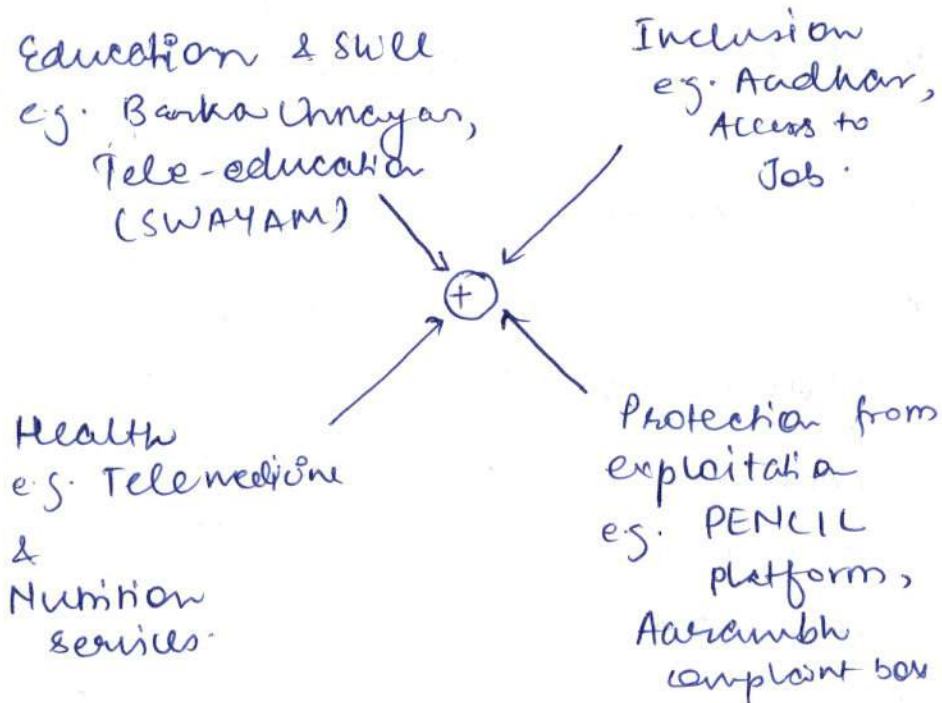 Education & Skill
e.g. Banka Unnayan,
Tele-education
(SWAYAM)
Inclusion
e.g. Aadhar,
Access to
Job.
+
Health
e.g. Telemedicine
&
Nutrition
services.
Protection from
exploitation
e.g. PENCIL
platform,
Aarambh
complaint box